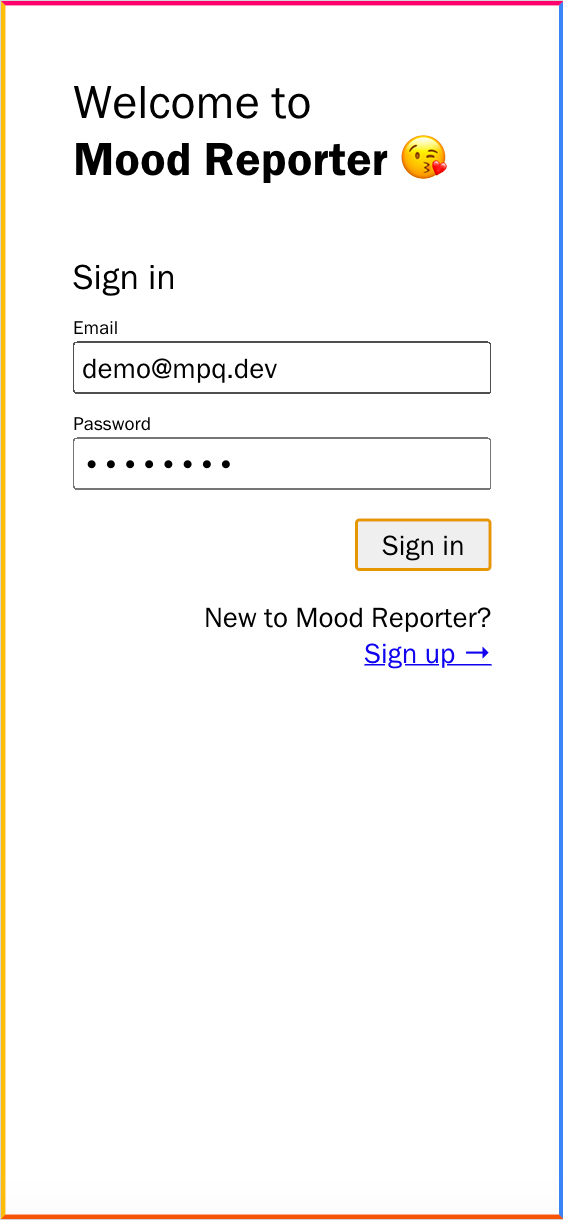 Welcome to
Mood Reporter 😘
Sign in
Email
demo@mpq.dev
Password
••••••••
Sign in
New to Mood Reporter?
Sign up →